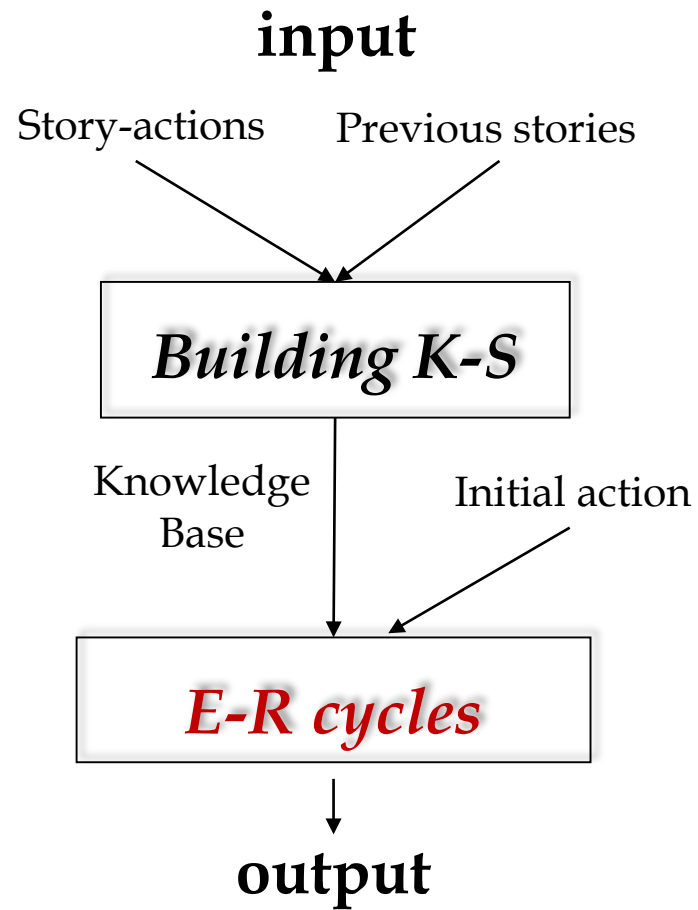 input
Story-actions
Previous stories
Building K-S
Knowledge
Base
Initial action
E-R cycles
output